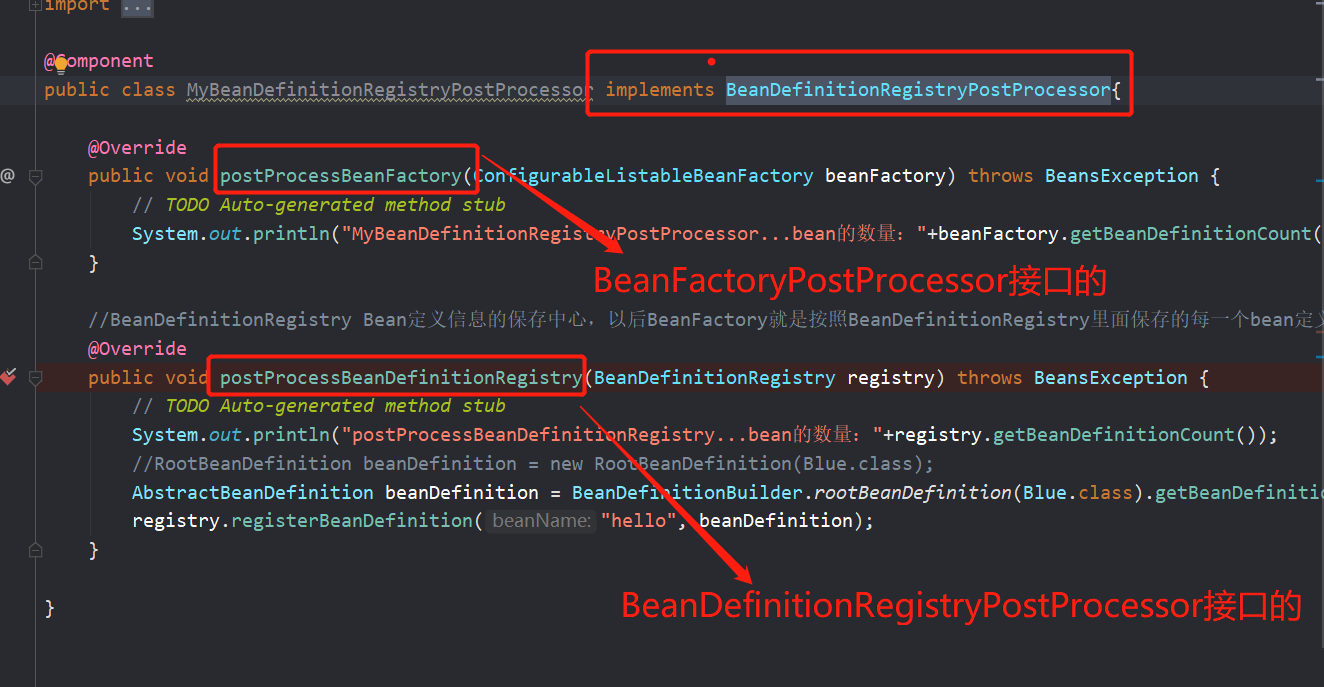 import ...
@Component
public class MyBeanDefinitionRegistryPostProcessor implements BeanDefinitionRegistryPostProcessor{
@Override
public void postProcessBeanFactory(ConfigurableListableBeanFactory beanFactory) throws BeansException {
// TODO Auto-generated method stub
System.out.println("MyBeanDefinitionRegistryPostProcessor...bean的数量："+beanFactory.getBeanDefinitionCount(
}
BeanFactoryPostProcessor接口的
//BeanDefinitionRegistry Bean定义信息的保存中心，以后BeanFactory就是按照BeanDefinitionRegistry里面保存的每一个bean定义
@Override
public void postProcessBeanDefinitionRegistry(BeanDefinitionRegistry registry) throws BeansException {
// TODO Auto-generated method stub
System.out.println("postProcessBeanDefinitionRegistry...bean的数量："+registry.getBeanDefinitionCount());
//RootBeanDefinition beanDefinition = new RootBeanDefinition(Blue.class);
AbstractBeanDefinition beanDefinition = BeanDefinitionBuilder.rootBeanDefinition(Blue.class).getBeanDefinitio
registry.registerBeanDefinition( beanName: "hello", beanDefinition);
}
BeanDefinitionRegistryPostProcessor接口的
}